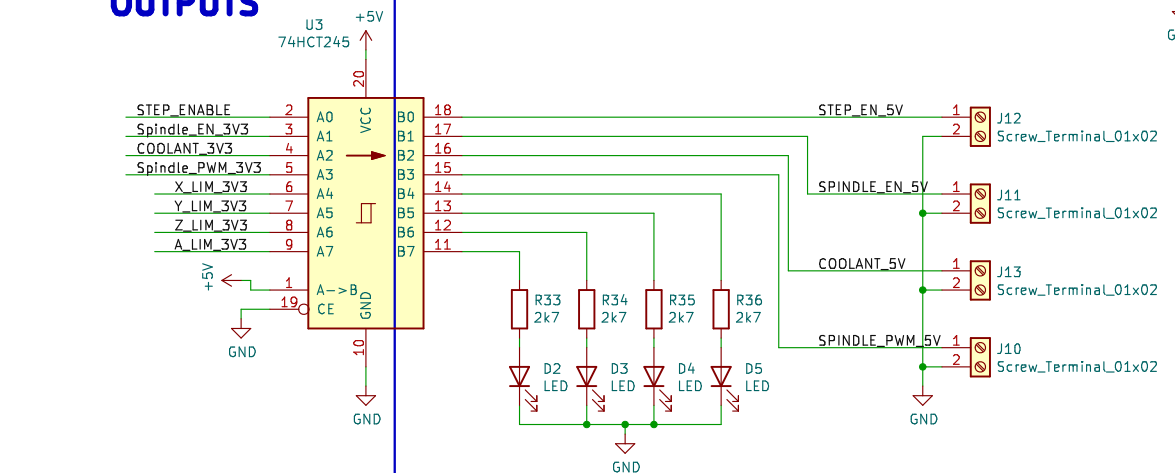 OUTPUTS
U3
74HCT245
+5V
20
VCC
STEP_ENABLE 2 A0 B0 18 STEP_EN_5V 1 J12
Spindle_EN_3V3 3 A1 B1 17 2 Screw_Terminal_01x02
COOLANT_3V3 4 A2 B2 16
Spindle_PWM_3V3 5 A3 B3 15
X_LIM_3V3 6 A4 B4 14 SPINDLE_EN_5V 1 J11
Y_LIM_3V3 7 A5 B5 13 2 Screw_Terminal_01x02
Z_LIM_3V3 8 A6 B6 12
A_LIM_3V3 9 A7 B7 11
COOLANT_5V 1 J13
+5V 1 A->B 2 Screw_Terminal_01x02
19 CE GND
R33 R34 R35 R36
2k7 2k7 2k7 2k7
GND
10
SPINDLE_PWM_5V 1 J10
2 Screw_Terminal_01x02
D2 D3 D4 D5
LED LED LED LED
GND
GND
GND